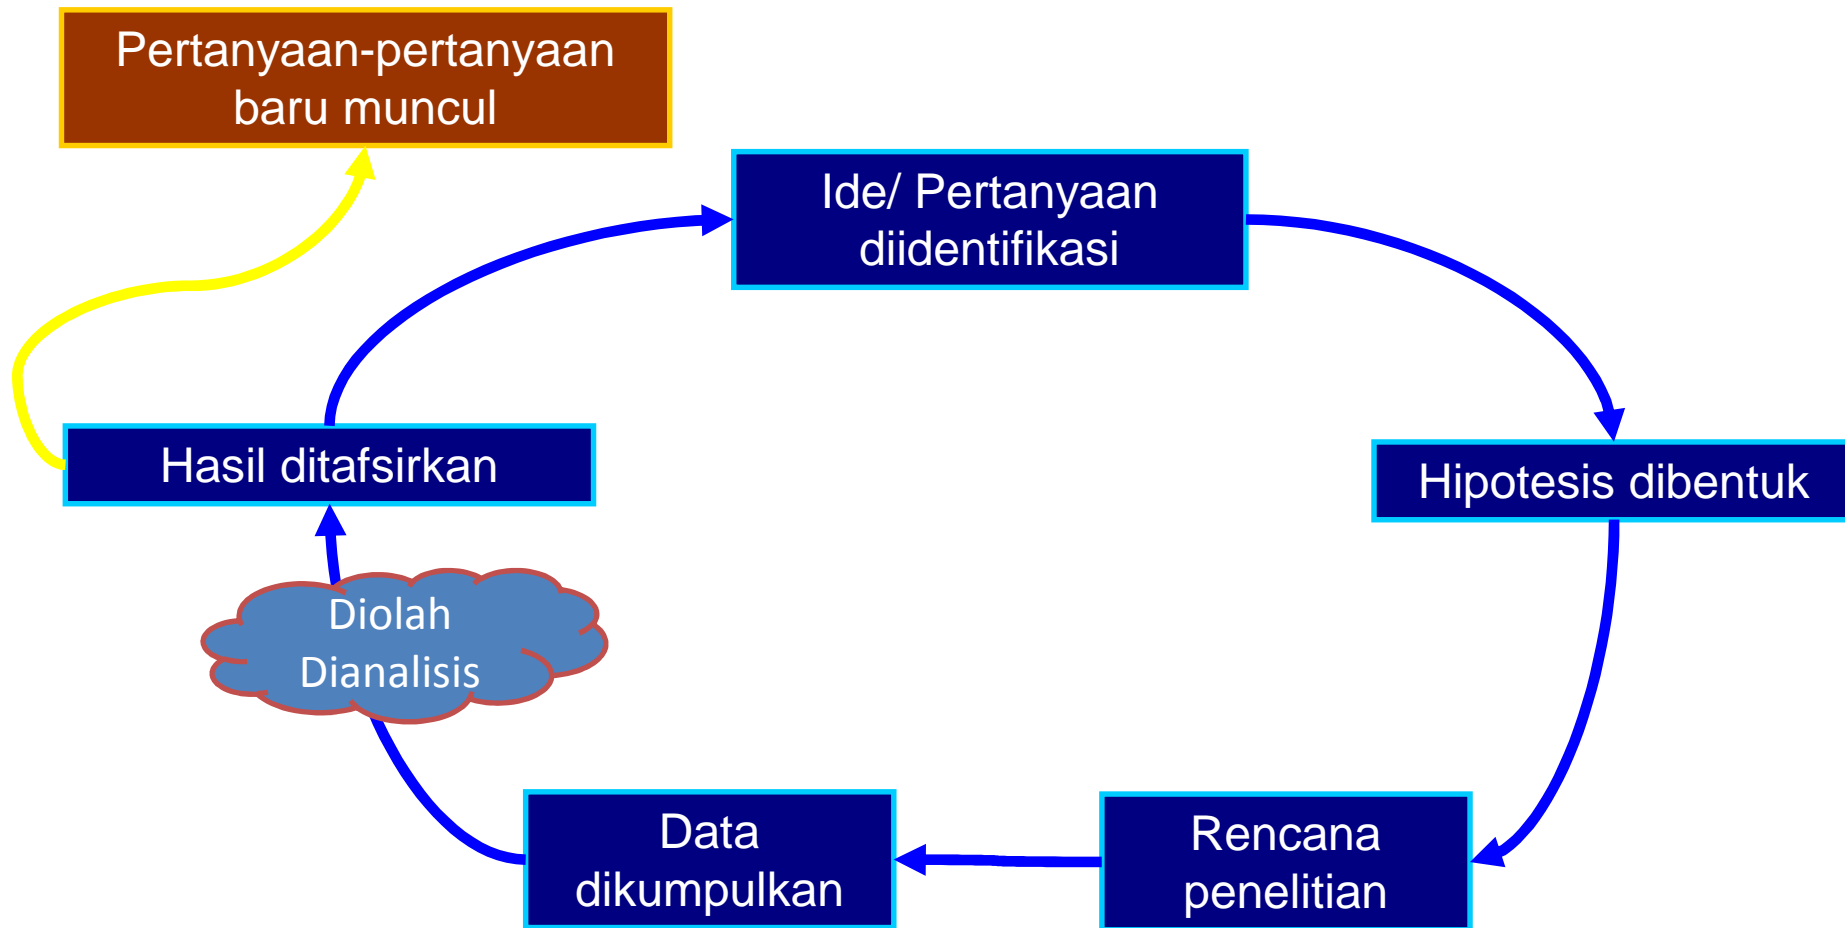 Pertanyaan-pertanyaan
baru muncul
Ide/ Pertanyaan
diidentifikasi
Hasil ditafsirkan
Hipotesis dibentuk
Diolah
Dianalisis
Data
dikumpulkan
Rencana
penelitian